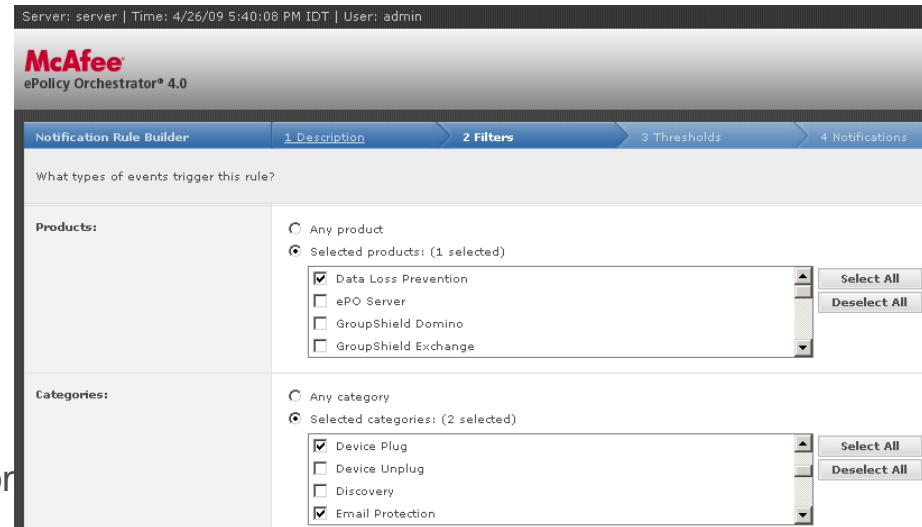 Server: server | Time: 4/26/09 5:40:08 PM IDT | User: admin
McAfee®
ePolicy Orchestrator® 4.0
Notification Rule Builder 1 Description 2 Filters 3 Thresholds 4 Notifications
What types of events trigger this rule?
Products:
Any product
Selected products: (1 selected)
Data Loss Prevention
ePO Server
GroupShield Domino
GroupShield Exchange
Select All
Deselect All
Categories:
Any category
Selected categories: (2 selected)
Device Plug
Device Unplug
Discovery
Email Protection
Select All
Deselect All